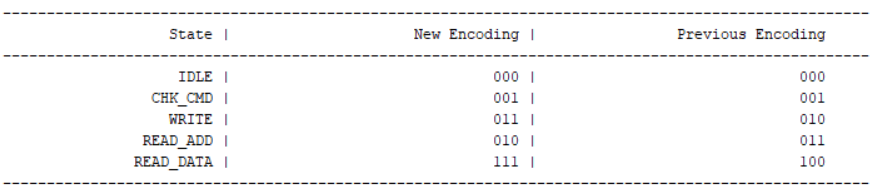 State | New Encoding | Previous Encoding
IDLE | 000 | 000
CHK_CMD | 001 | 001
WRITE | 011 | 010
READ_ADD | 010 | 011
READ_DATA | 111 | 100